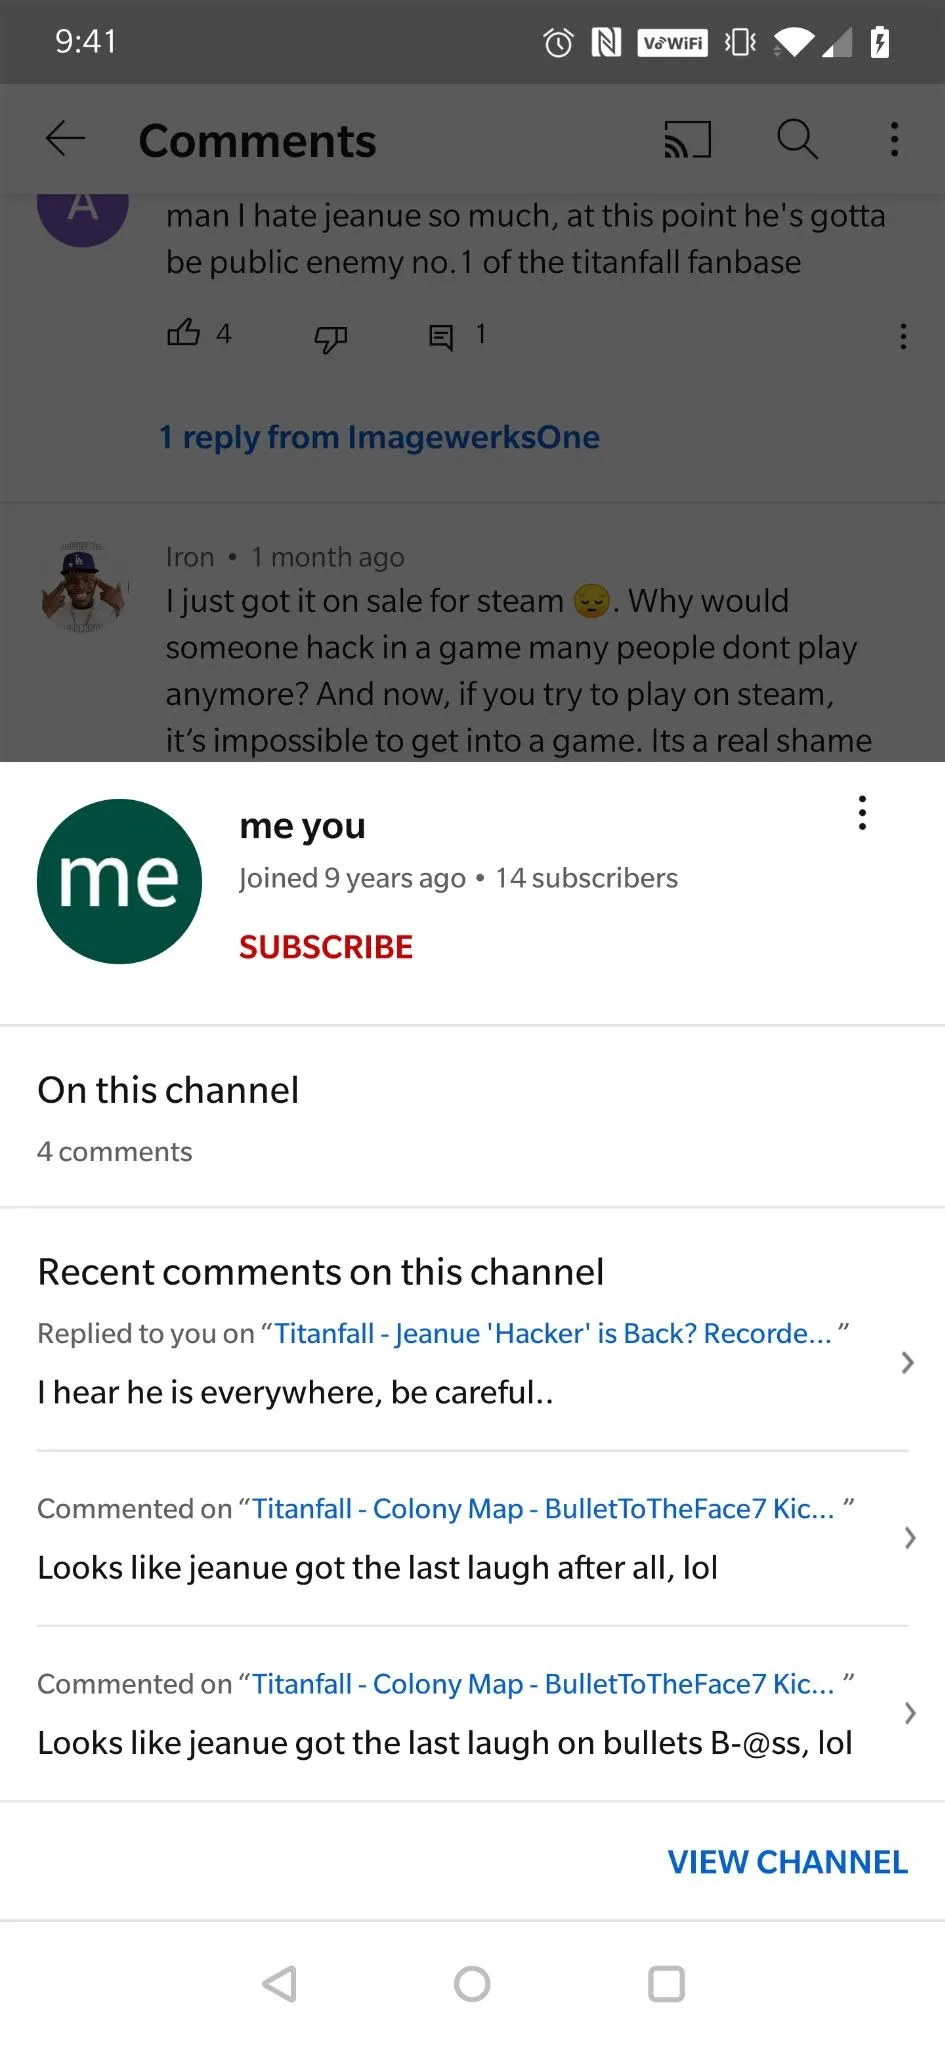 9:41
VoWiFi
Comments
A
man I hate jeanue so much, at this point he's gotta
be public enemy no.1 of the titanfall fanbase
4
1
1 reply from ImagewerksOne
Iron • 1 month ago
I just got it on sale for steam 😔. Why would
someone hack in a game many people dont play
anymore? And now, if you try to play on steam,
it’s impossible to get into a game. Its a real shame
me
me you
Joined 9 years ago • 14 subscribers
SUBSCRIBE
On this channel
4 comments
Recent comments on this channel
Replied to you on “Titanfall - Jeanue 'Hacker' is Back? Recorde... ”
I hear he is everywhere, be careful..
Commented on “Titanfall - Colony Map - BulletToTheFace7 Kic... ”
Looks like jeanue got the last laugh after all, lol
Commented on “Titanfall - Colony Map - BulletToTheFace7 Kic... ”
Looks like jeanue got the last laugh on bullets B-@ss, lol
VIEW CHANNEL